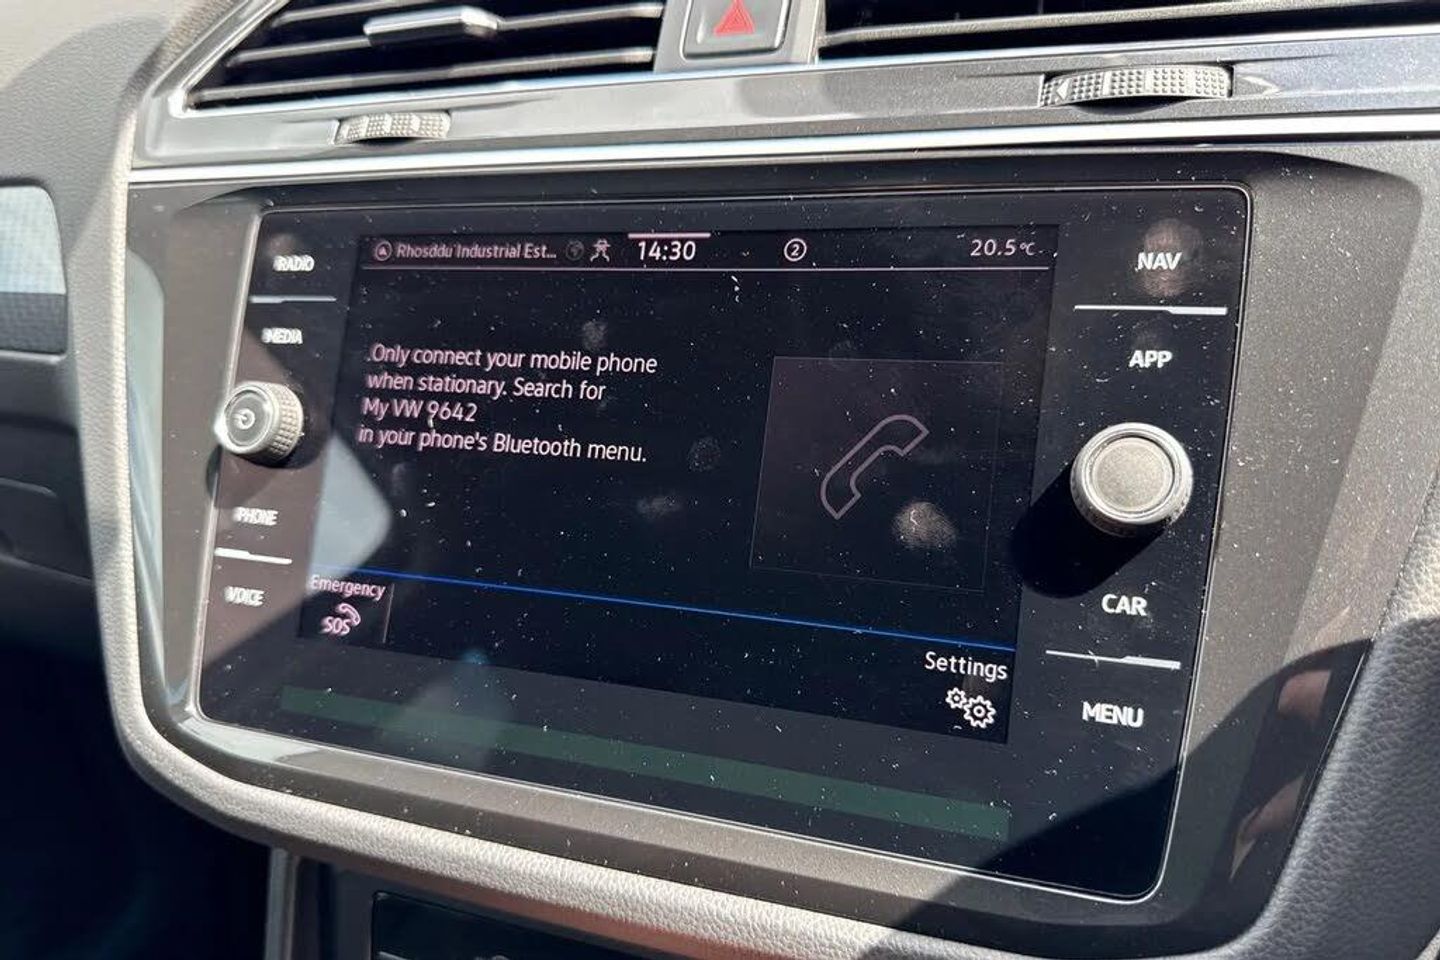 RADIO
MEDIA
PHONE
VOICE
Rhosddu Industrial Est... 14:30 2 20.5°C
Only connect your mobile phone
when stationary. Search for
My VW 9642
in your phone's Bluetooth menu.
Emergency
SOS
Settings
NAV
APP
CAR
MENU